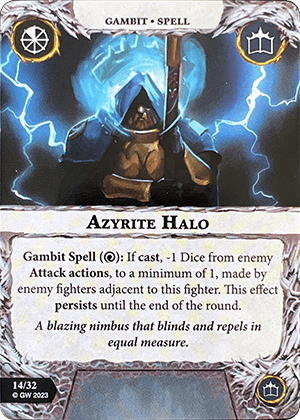 GAMBIT • SPELL
AZYRITE HALO
Gambit Spell (): If cast, -1 Dice from enemy
Attack actions, to a minimum of 1, made by
enemy fighters adjacent to this fighter. This effect
persists until the end of the round.
A blazing nimbus that blinds and repels in
equal measure.
14/32
© GW 2023